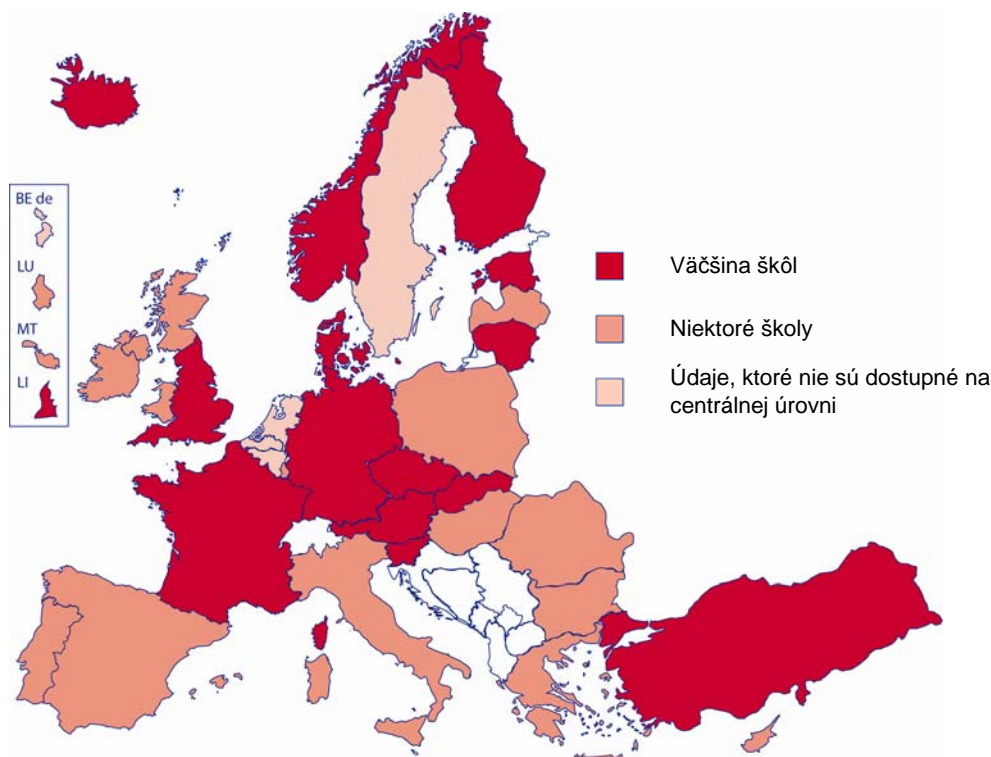 BE de
LU
MT
LI
Väčšina škôl
Niektoré školy
Údaje, ktoré nie sú dostupné na
centrálnej úrovni